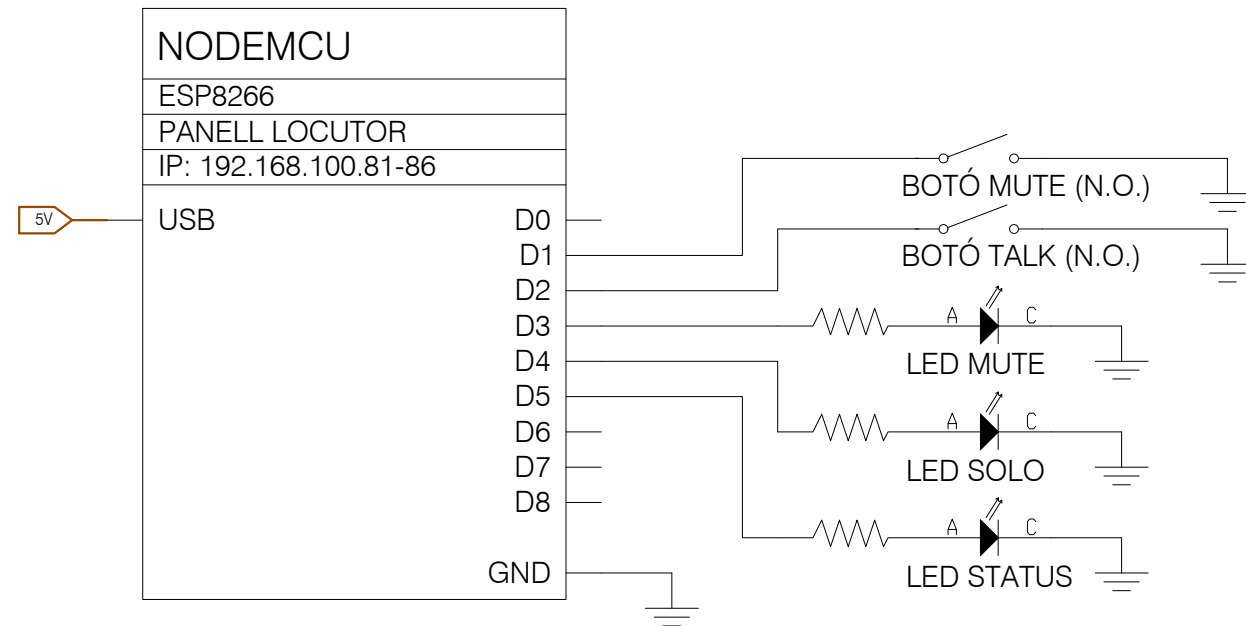 NODEMCU
ESP8266
PANELL LOCUTOR
IP: 192.168.100.81-86
5V
USB
D0
D1
D2
D3
D4
D5
D6
D7
D8
GND
BOTÓ MUTE (N.O.)
BOTÓ TALK (N.O.)
A C
LED MUTE
A C
LED SOLO
A C
LED STATUS